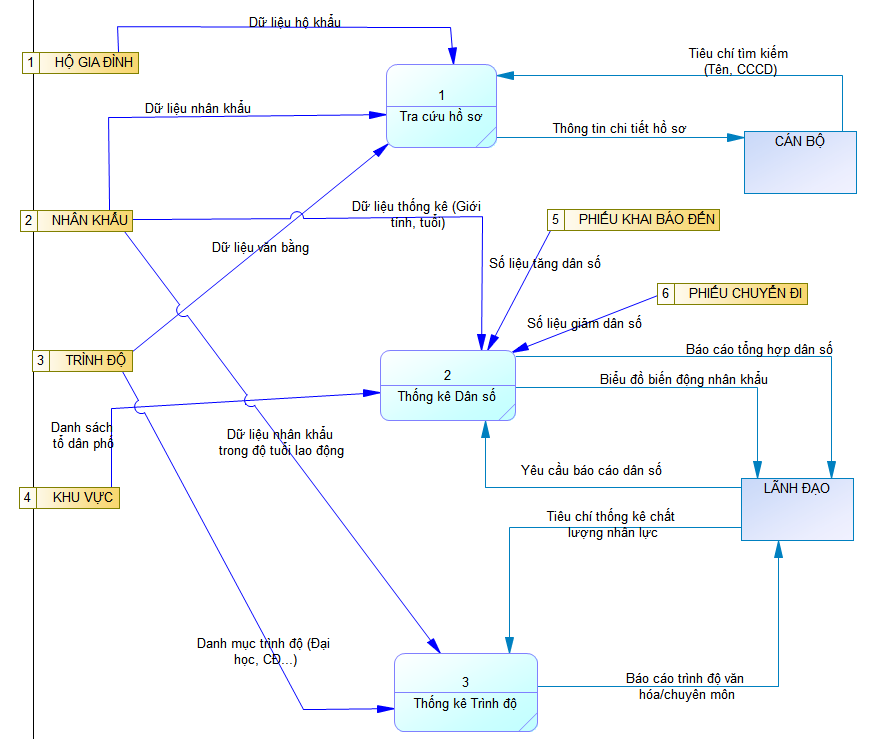 Dữ liệu hộ khẩu
1 HỘ GIA ĐÌNH
Tiêu chí tìm kiếm
(Tên, CCCD)
1
Tra cứu hồ sơ
Dữ liệu nhân khẩu
Thông tin chi tiết hồ sơ
CÁN BỘ
2 NHÂN KHẨU
Dữ liệu thống kê (Giới
tính, tuổi)
5 PHIẾU KHAI BÁO ĐẾN
Dữ liệu văn bằng
Số liệu tăng dân số
6 PHIẾU CHUYỂN ĐI
Số liệu giảm dân số
3 TRÌNH ĐỘ
Báo cáo tổng hợp dân số
2
Thống kê Dân số
Biểu đồ biến động nhân khẩu
Danh sách
tổ dân phố
Dữ liệu nhân khẩu
trong độ tuổi lao động
Yêu cầu báo cáo dân số
4 KHU VỰC
LÃNH ĐẠO
Tiêu chí thống kê chất
lượng nhân lực
Danh mục trình độ (Đại
học, CĐ...)
3
Thống kê Trình độ
Báo cáo trình độ văn
hóa/chuyên môn